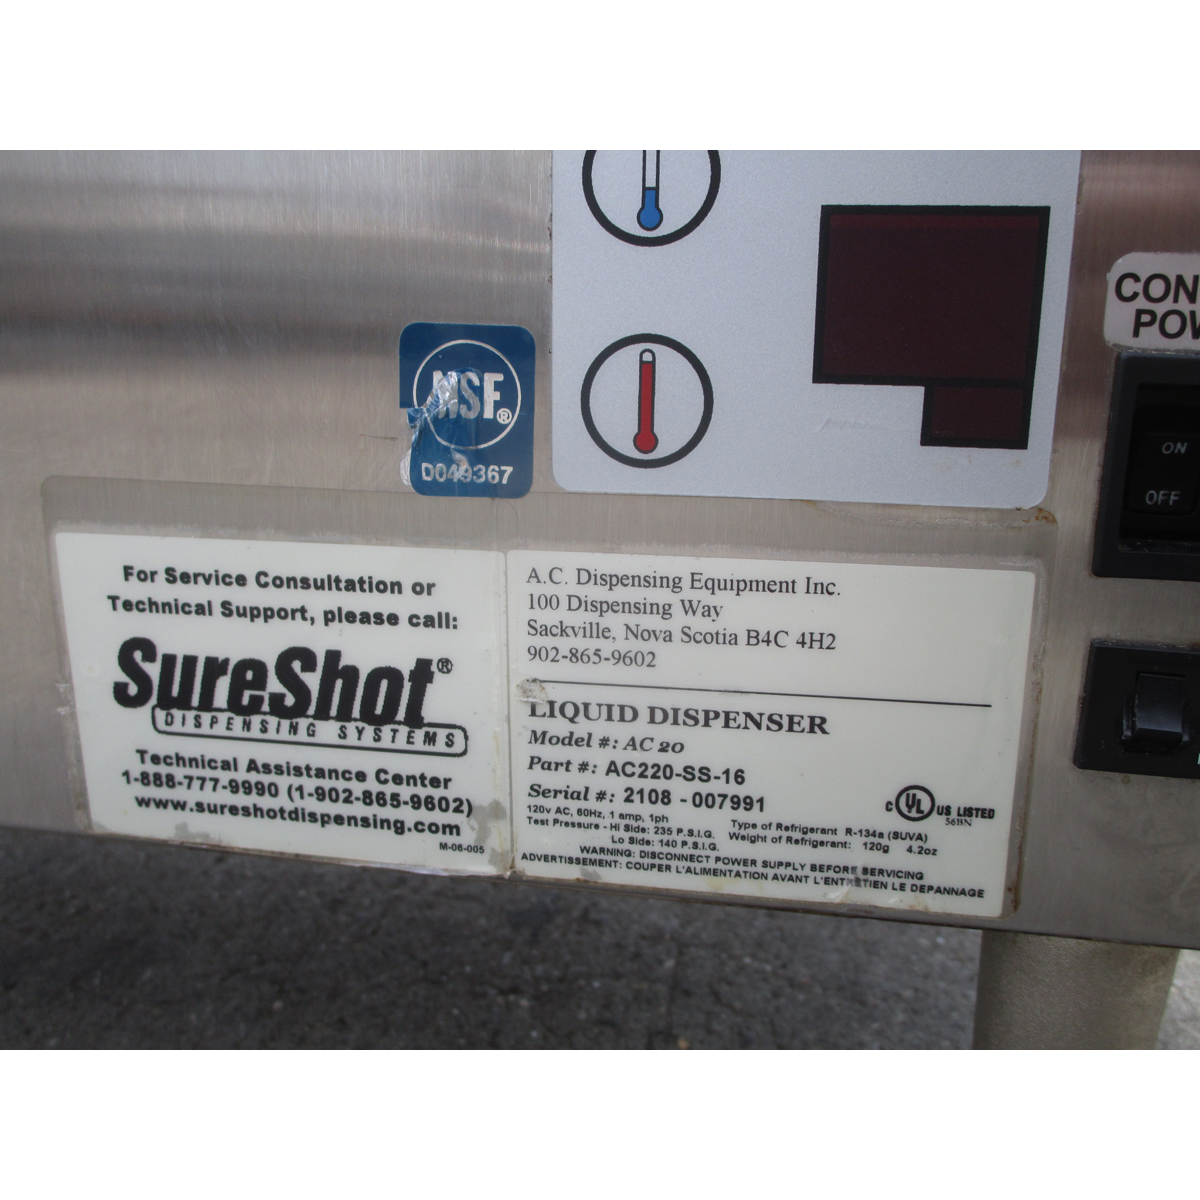 CON
POW
ON
OFF
NSF®
D049367
For Service Consultation or
Technical Support, please call:
SureShot®
DISPENSING SYSTEMS
Technical Assistance Center
1-888-777-9990 (1-902-865-9602)
www.sureshotdispensing.com
M-06-005
A.C. Dispensing Equipment Inc.
100 Dispensing Way
Sackville, Nova Scotia B4C 4H2
902-865-9602
LIQUID DISPENSER
Model #: AC 20
Part #: AC220-SS-16
Serial #: 2108 - 007991
120v AC, 60Hz, 1 amp, 1ph
Test Pressure - Hi Side: 235 P.S.I.G.
Lo Side: 140 P.S.I.G.
Type of Refrigerant R-134a (SUVA)
Weight of Refrigerant: 120g 4.2oz
C UL US LISTED
56BN
WARNING: DISCONNECT POWER SUPPLY BEFORE SERVICING
ADVERTISSEMENT: COUPER L'ALIMENTATION AVANT L'ENTRETIEN LE DEPANNAGE